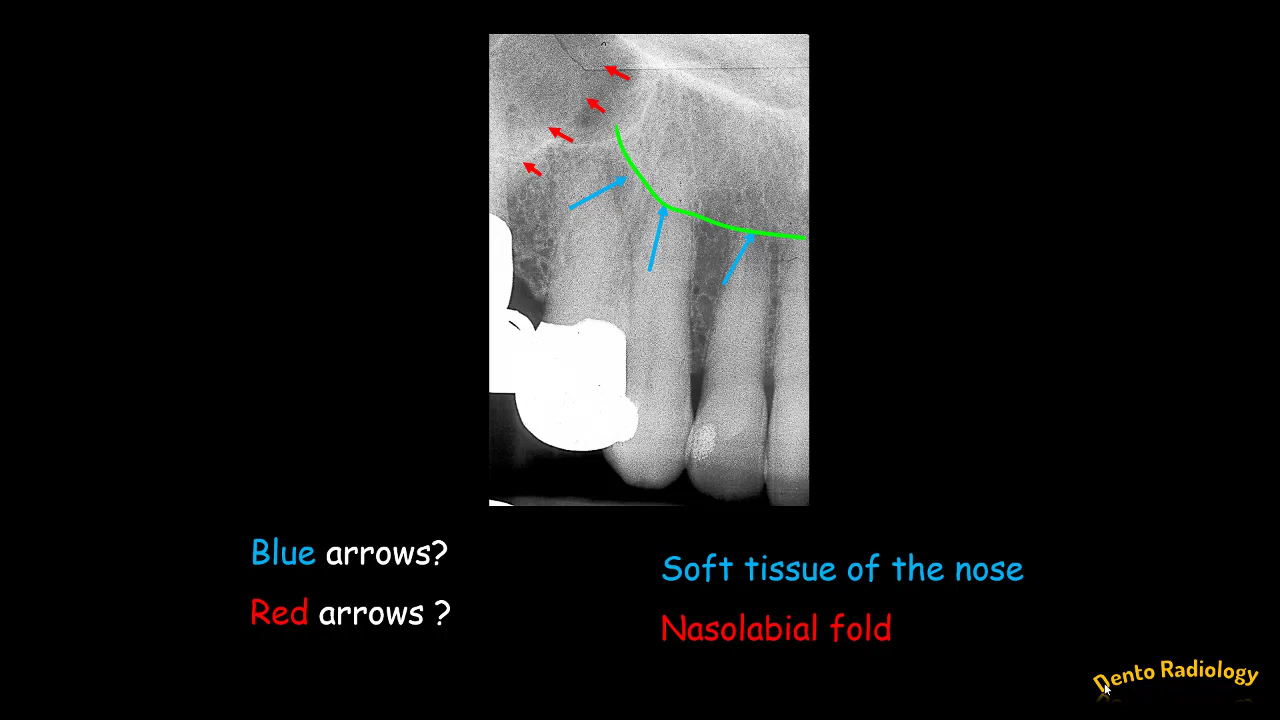 Blue arrows?
Soft tissue of the nose
Red arrows ?
Nasolabial fold
Dento Radiology